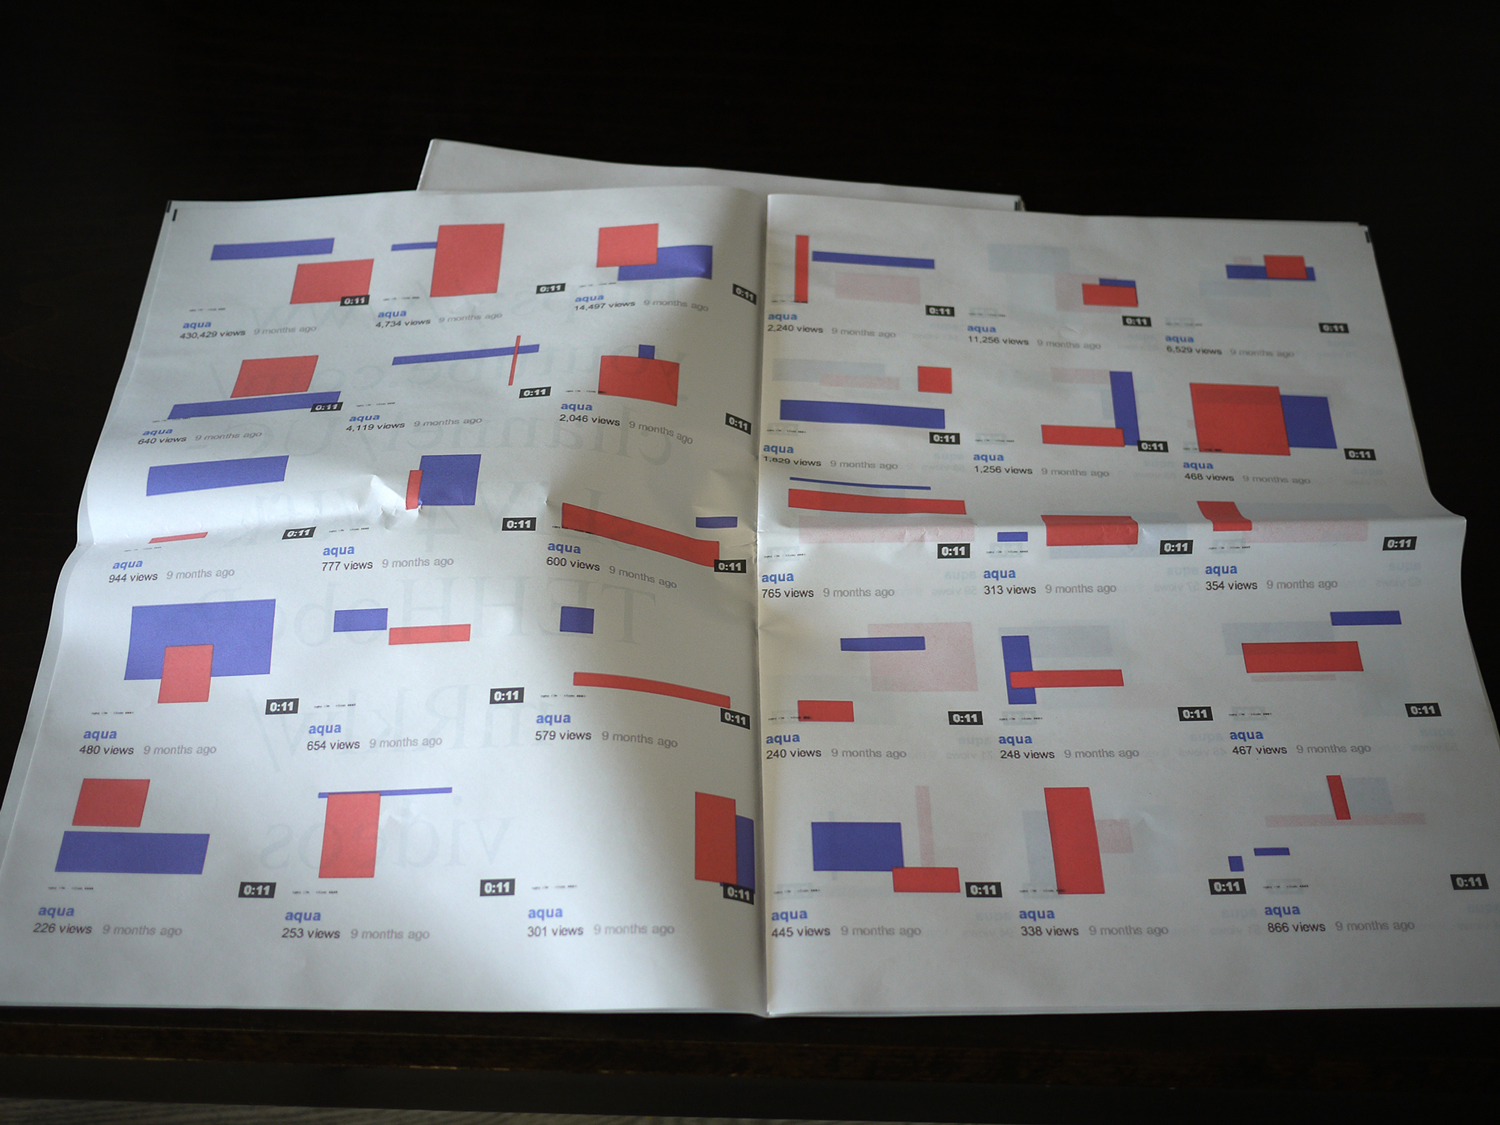 0:11 0:11 0:11
aqua aqua aqua
430,429 views 9 months ago 4,734 views 9 months ago 14,497 views 9 months ago
0:11 0:11 0:11
aqua aqua aqua
640 views 9 months ago 4,119 views 9 months ago 2,046 views 9 months ago
0:11 0:11 0:11
aqua aqua aqua
944 views 9 months ago 777 views 9 months ago 600 views 9 months ago
0:11 0:11 0:11
aqua aqua aqua
480 views 9 months ago 654 views 9 months ago 579 views 9 months ago
0:11 0:11 0:11
aqua aqua aqua
226 views 9 months ago 253 views 9 months ago 301 views 9 months ago
0:11 0:11 0:11
aqua aqua aqua
2,240 views 9 months ago 11,256 views 9 months ago 6,529 views 9 months ago
0:11 0:11 0:11
aqua aqua aqua
views 9 months ago 1,256 views 9 months ago 468 views 9 months ago
0:11 0:11 0:11
aqua aqua aqua
765 views 9 months ago 313 views 9 months ago 354 views 9 months ago
0:11 0:11 0:11
aqua aqua aqua
240 views 9 months ago 248 views 9 months ago 467 views 9 months ago
0:11 0:11 0:11
aqua aqua aqua
445 views 9 months ago 338 views 9 months ago 866 views 9 months ago